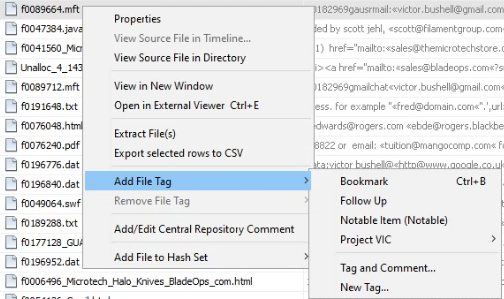 f0089664.mft 0182969gausrmail:<victor.bushell@gmail.com
Properties
f0047384.java ded by scott jehl, <scott@filamentgroup.com
View Source File in Timeline...
f0041560_Mic 1) href="mailto:<sales@themicrotechstore.c
View Source File in Directory
Unalloc_4_143 ><a href="mailto:<sales@bladeops.com<?s
f0089712.mft 0182969gmailchat<victor.bushell@gmail.com
View in New Window
f0191648.txt ess. for example "<fred@domain.com<".',url:
Open in External Viewer Ctrl+E
f0076048.html edwards@rogers.com <ebde@rogers.blackbe
Extract File(s)
f0076240.pdf 8822 or email: <tuition@mangocomp.com<
Export selected rows to CSV
f0196776.dat ata:victor bushell@<http@www.google.co.uk
Add File Tag
f0196840.dat
Bookmark Ctrl+B
f0049064.swf
Remove File Tag
Follow Up
f0189288.txt
Notable Item (Notable)
Add/Edit Central Repository Comment
f0177128_GUA
Project VIC
f0196952.dat
Add File to Hash Set
Tag and Comment...
f0006496_Microtech_Halo_Knives_BladeOps_com.html
New Tag...